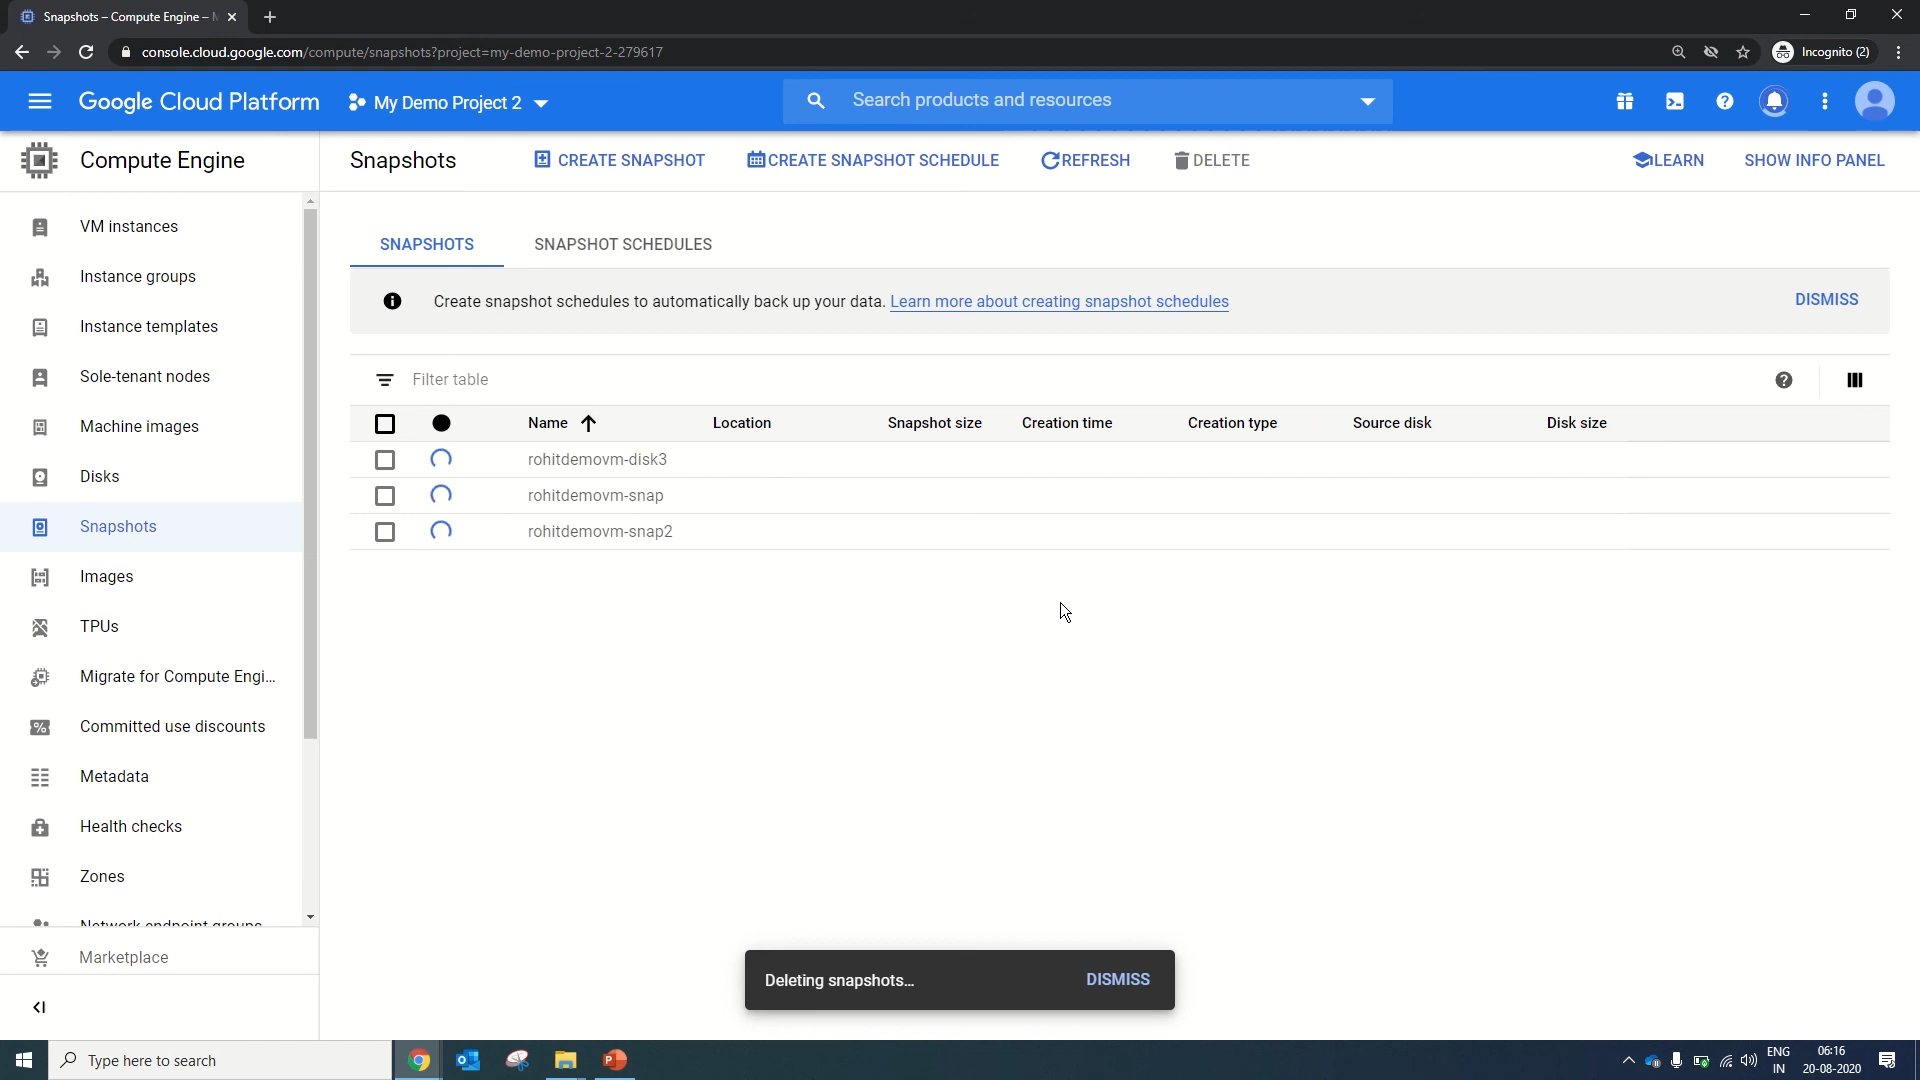 Snapshots – Compute Engine –
console.cloud.google.com/compute/snapshots?project=my-demo-project-2-279617
Incognito (2)
Google Cloud Platform
My Demo Project 2
Search products and resources
Compute Engine
Snapshots
CREATE SNAPSHOT
CREATE SNAPSHOT SCHEDULE
REFRESH
DELETE
LEARN
SHOW INFO PANEL
VM instances
Instance groups
Instance templates
Sole-tenant nodes
Machine images
Disks
Snapshots
Images
TPUs
Migrate for Compute Engi...
Committed use discounts
Metadata
Health checks
Zones
Network endpoint groups
Marketplace
SNAPSHOTS
SNAPSHOT SCHEDULES
Create snapshot schedules to automatically back up your data. Learn more about creating snapshot schedules
DISMISS
Filter table
Name Location Snapshot size Creation time Creation type Source disk Disk size
rohitdemovm-disk3
rohitdemovm-snap
rohitdemovm-snap2
Deleting snapshots...
DISMISS
Type here to search
ENG
IN
06:16
20-08-2020